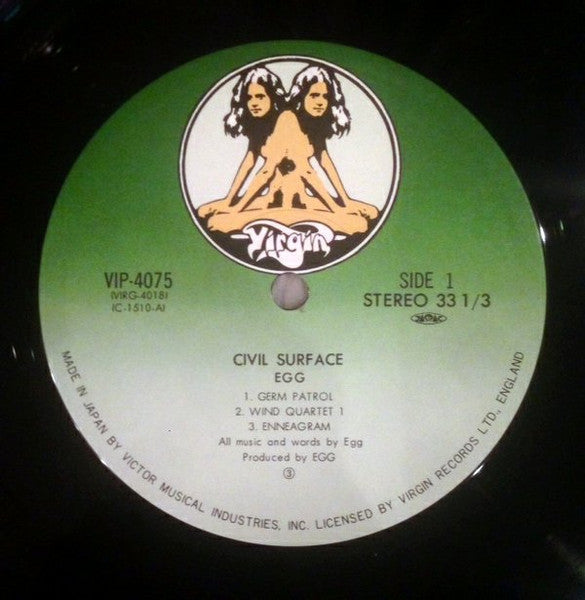 Virgin
VIP-4075
(VIRG-4018)
(C-1510-A)
SIDE 1
STEREO 33 1/3
CIVIL SURFACE
EGG
1. GERM PATROL
2. WIND QUARTET 1
3. ENNEAGRAM
All music and words by Egg
Produced by EGG
③
MADE IN JAPAN BY VICTOR MUSICAL INDUSTRIES, INC. LICENSED BY VIRGIN RECORDS LTD., ENGLAND